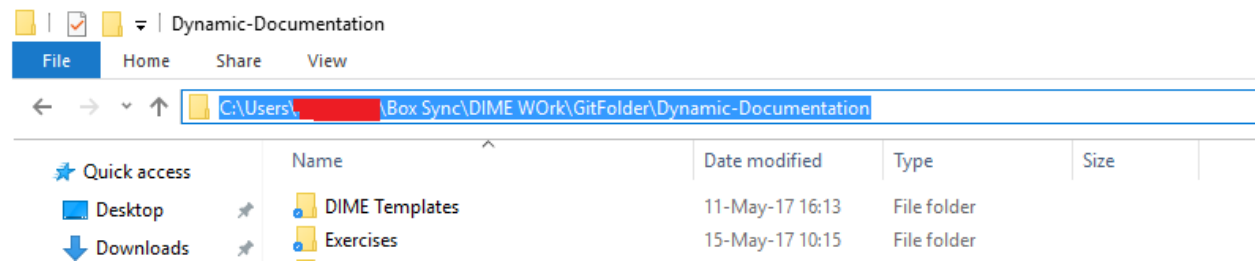 Dynamic-Documentation
File Home Share View
C:\Users\ \Box Sync\DIME WOrk\GitFolder\Dynamic-Documentation
Name Date modified Type Size
Quick access
Desktop
Downloads
DIME Templates 11-May-17 16:13 File folder
Exercises 15-May-17 10:15 File folder